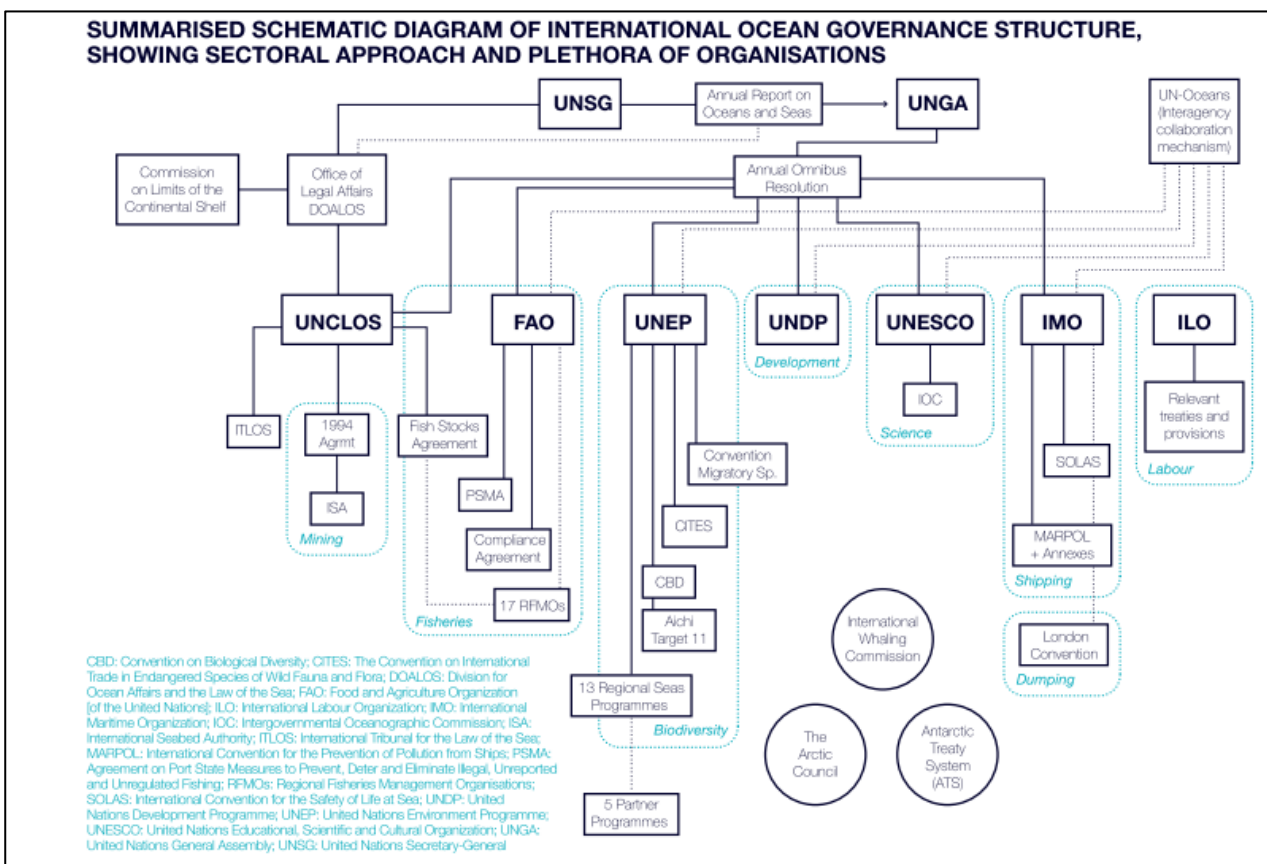 SUMMARISED SCHEMATIC DIAGRAM OF INTERNATIONAL OCEAN GOVERNANCE STRUCTURE,
SHOWING SECTORAL APPROACH AND PLETHORA OF ORGANISATIONS
UNSG
Annual Report on
Oceans and Seas
UNGA
UN-Oceans
(Interagency
collaboration
mechanism)
Commission
on Limits of the
Continental Shelf
Office of
Legal Affairs
DOALOS
Annual Omnibus
Resolution
UNCLOS
FAO
UNEP
UNDP
UNESCO
IMO
ILO
Development
ITLOS
1994
Agrmt
ISA
Mining
Fish Stocks
Agreement
PSMA
Compliance
Agreement
17 RFMOs
Fisheries
Convention
Migratory Sp.
CITES
CBD
Aichi
Target 11
13 Regional Seas
Programmes
Biodiversity
5 Partner
Programmes
IOC
Science
SOLAS
MARPOL
+ Annexes
Shipping
London
Convention
Dumping
Relevant
treaties and
provisions
Labour
International
Whaling
Commission
The
Arctic
Council
Antarctic
Treaty
System
(ATS)
CBD: Convention on Biological Diversity; CITES: The Convention on International
Trade in Endangered Species of Wild Fauna and Flora; DOALOS: Division for
Ocean Affairs and the Law of the Sea; FAO: Food and Agriculture Organization
[of the United Nations]; ILO: International Labour Organization; IMO: International
Maritime Organization; IOC: Intergovernmental Oceanographic Commission; ISA:
International Seabed Authority; ITLOS: International Tribunal for the Law of the Sea;
MARPOL: International Convention for the Prevention of Pollution from Ships; PSMA:
Agreement on Port State Measures to Prevent, Deter and Eliminate Illegal, Unreported
and Unregulated Fishing; RFMOs: Regional Fisheries Management Organisations;
SOLAS: International Convention for the Safety of Life at Sea; UNDP: United
Nations Development Programme; UNEP: United Nations Environment Programme;
UNESCO: United Nations Educational, Scientific and Cultural Organization; UNGA:
United Nations General Assembly; UNSG: United Nations Secretary-General